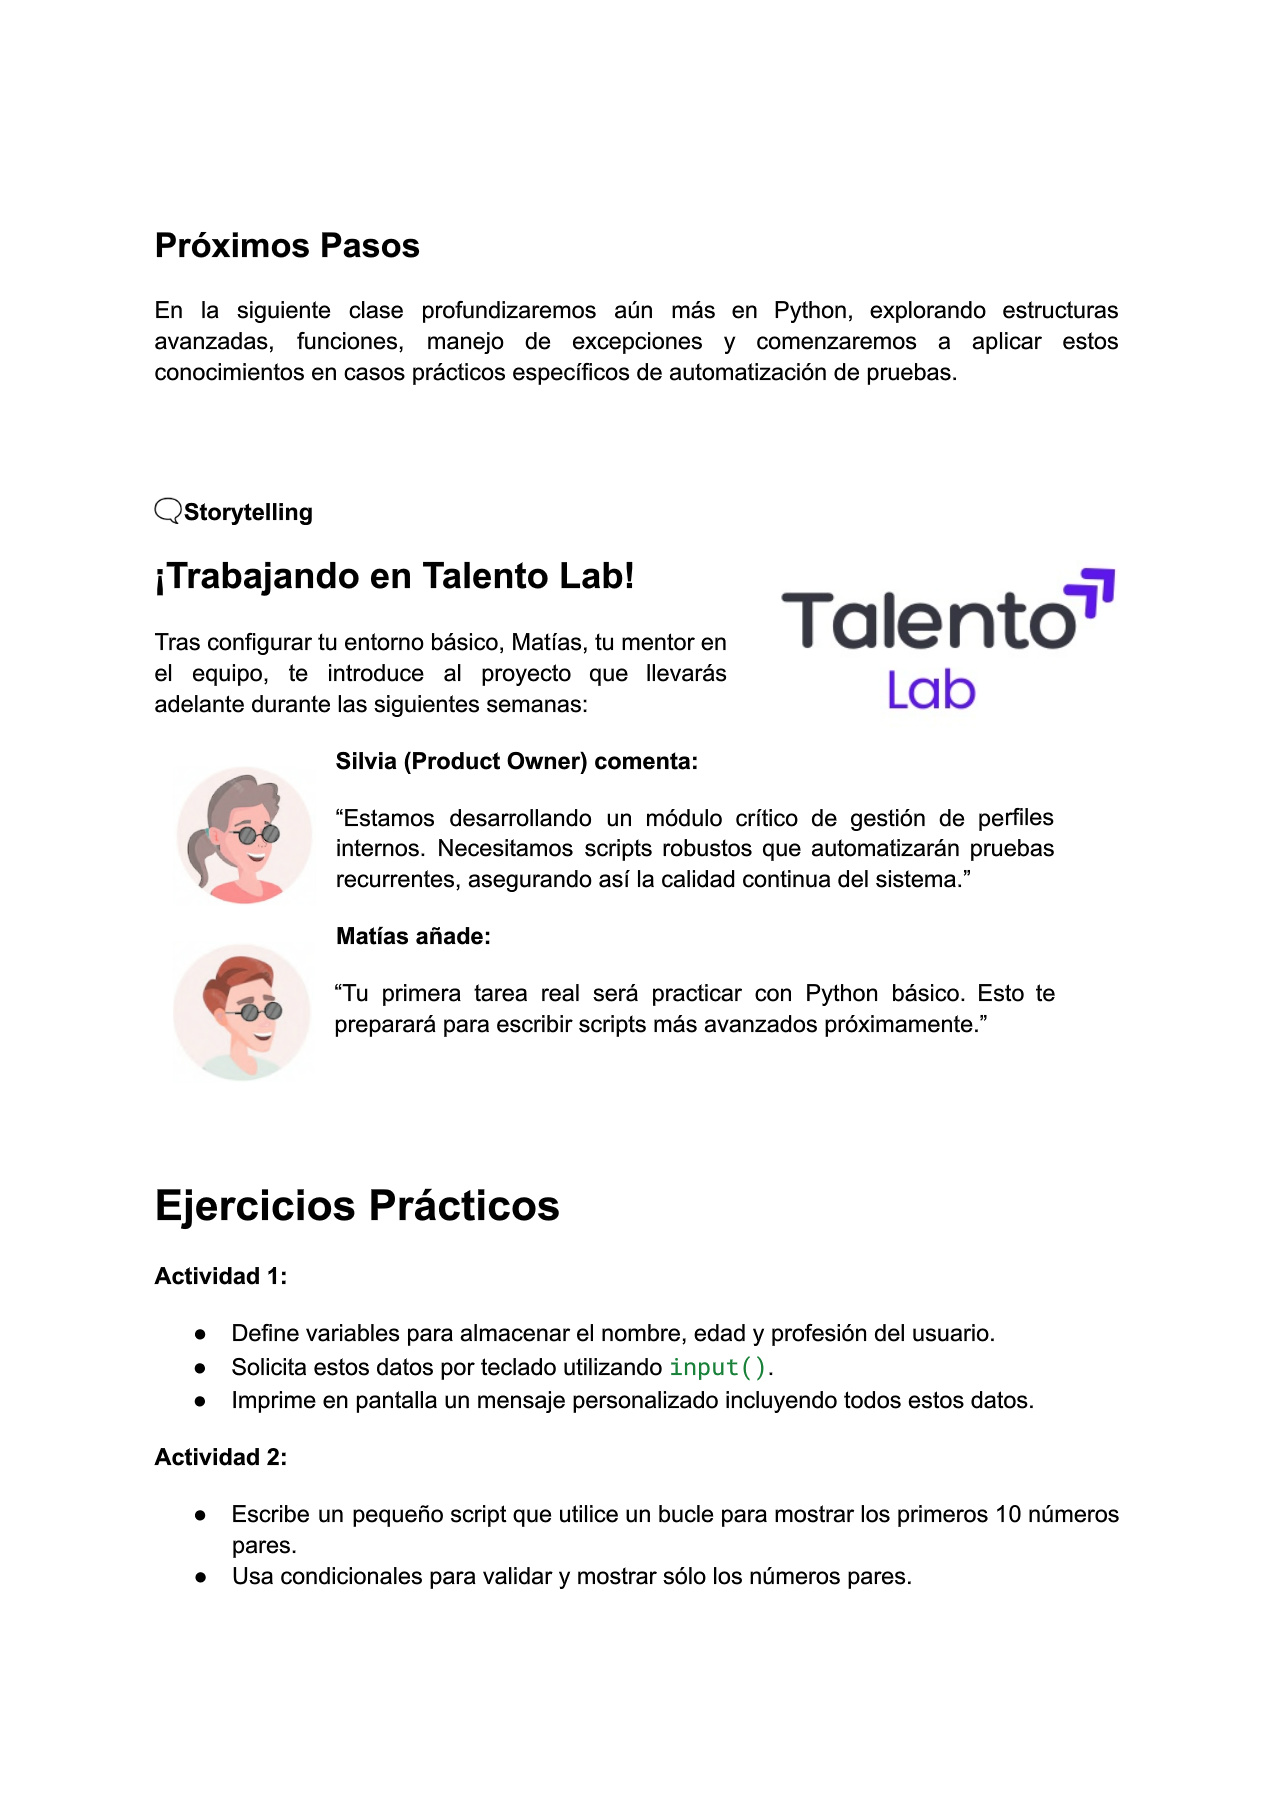 Próximos Pasos
En la siguiente clase profundizaremos aún más en Python, explorando estructuras
avanzadas, funciones, manejo de excepciones y comenzaremos a aplicar estos
conocimientos en casos prácticos específicos de automatización de pruebas.
🗨Storytelling
¡Trabajando en Talento Lab!
Talento
Lab
Tras configurar tu entorno básico, Matías, tu mentor en
el equipo, te introduce al proyecto que llevarás
adelante durante las siguientes semanas:
Silvia (Product Owner) comenta:
“Estamos desarrollando un módulo crítico de gestión de perfiles
internos. Necesitamos scripts robustos que automatizarán pruebas
recurrentes, asegurando así la calidad continua del sistema.”
Matías añade:
“Tu primera tarea real será practicar con Python básico. Esto te
preparará para escribir scripts más avanzados próximamente.”
Ejercicios Prácticos
Actividad 1:
● Define variables para almacenar el nombre, edad y profesión del usuario.
● Solicita estos datos por teclado utilizando input().
● Imprime en pantalla un mensaje personalizado incluyendo todos estos datos.
Actividad 2:
● Escribe un pequeño script que utilice un bucle para mostrar los primeros 10 números
pares.
● Usa condicionales para validar y mostrar sólo los números pares.